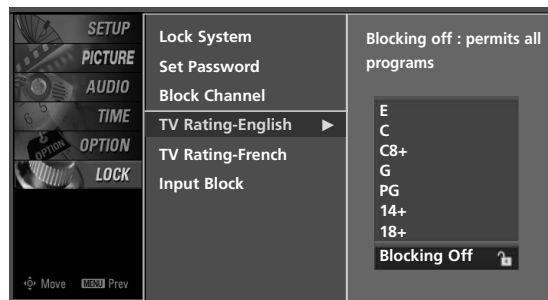 SETUP
PICTURE
AUDIO
TIME
OPTION
LOCK
Move MENU Prev
Lock System
Set Password
Block Channel
TV Rating-English
TV Rating-French
Input Block
Blocking off : permits all
programs
E
C
C8+
G
PG
14+
18+
Blocking Off